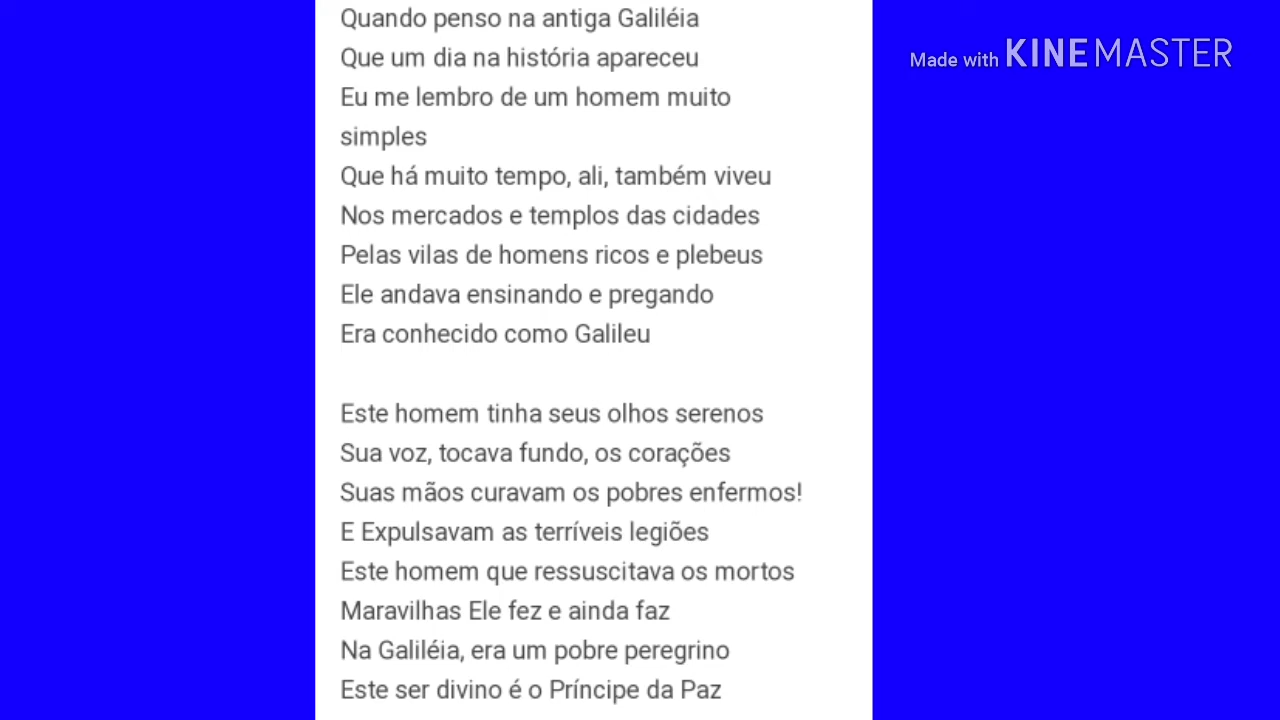 Quando penso na antiga Galiléia
Que um dia na história apareceu
Eu me lembro de um homem muito
simples
Que há muito tempo, ali, também viveu
Nos mercados e templos das cidades
Pelas vilas de homens ricos e plebeus
Ele andava ensinando e pregando
Era conhecido como Galileu
Este homem tinha seus olhos serenos
Sua voz, tocava fundo, os corações
Suas mãos curavam os pobres enfermos!
E Expulsavam as terríveis legiões
Este homem que ressuscitava os mortos
Maravilhas Ele fez e ainda faz
Na Galiléia, era um pobre peregrino
Este ser divino é o Príncipe da Paz
Made with KINEMASTER